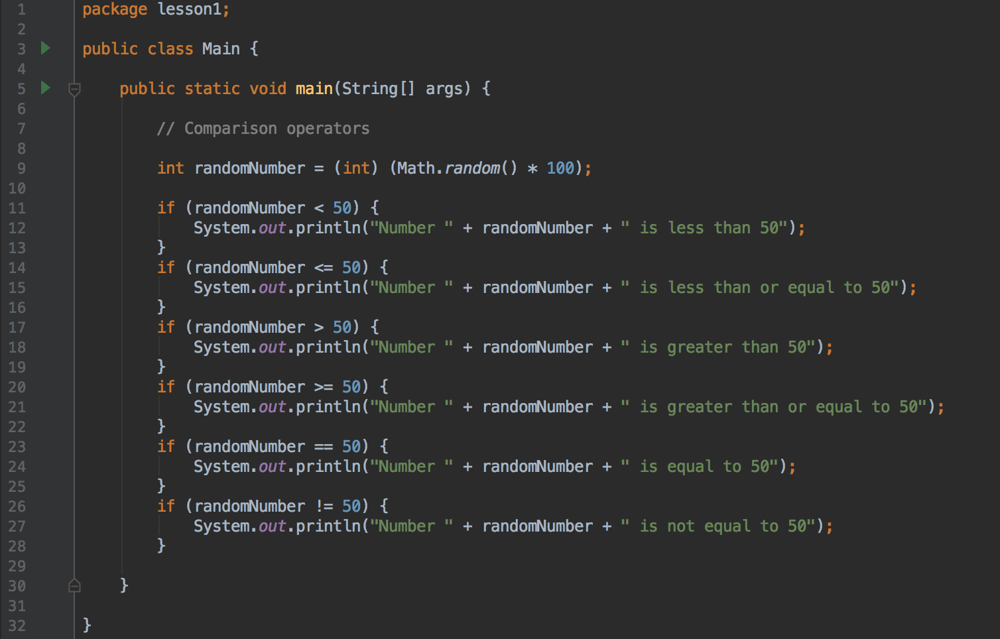 1 package lesson1;
2
3 public class Main {
4
5     public static void main(String[] args) {
6
7         // Comparison operators
8
9         int randomNumber = (int) (Math.random() * 100);
10
11         if (randomNumber < 50) {
12             System.out.println("Number " + randomNumber + " is less than 50");
13         }
14         if (randomNumber <= 50) {
15             System.out.println("Number " + randomNumber + " is less than or equal to 50");
16         }
17         if (randomNumber > 50) {
18             System.out.println("Number " + randomNumber + " is greater than 50");
19         }
20         if (randomNumber >= 50) {
21             System.out.println("Number " + randomNumber + " is greater than or equal to 50");
22         }
23         if (randomNumber == 50) {
24             System.out.println("Number " + randomNumber + " is equal to 50");
25         }
26         if (randomNumber != 50) {
27             System.out.println("Number " + randomNumber + " is not equal to 50");
28         }
29
30     }
31
32 }